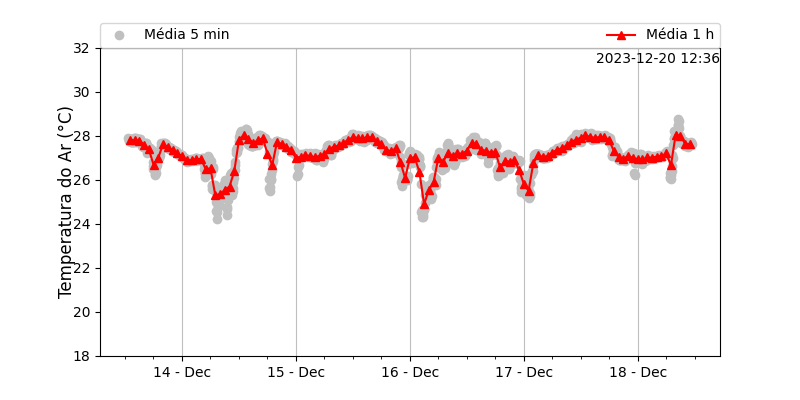 Média 5 min
Média 1 h
2023-12-20 12:36
Temperatura do Ar (°C)
32
30
28
26
24
22
20
18
14 - Dec
15 - Dec
16 - Dec
17 - Dec
18 - Dec